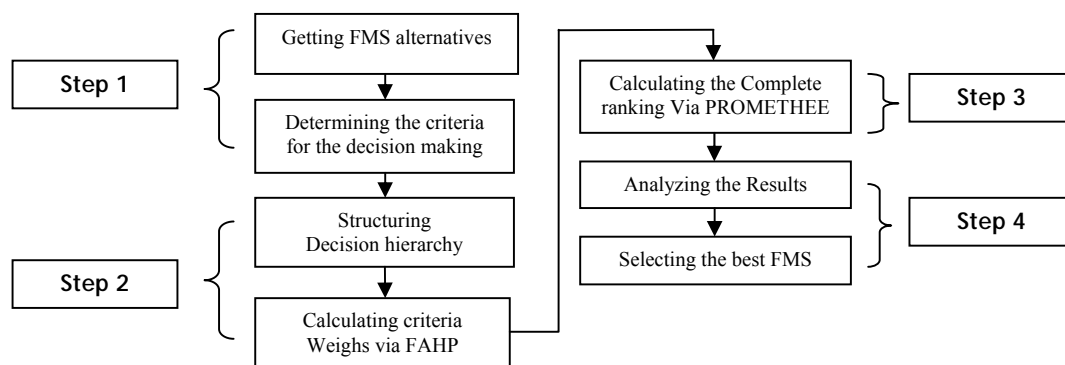 Step 1
Getting FMS alternatives
Determining the criteria
for the decision making
Step 2
Structuring
Decision hierarchy
Calculating criteria
Weighs via FAHP
Calculating the Complete
ranking Via PROMETHEE
Step 3
Analyzing the Results
Selecting the best FMS
Step 4